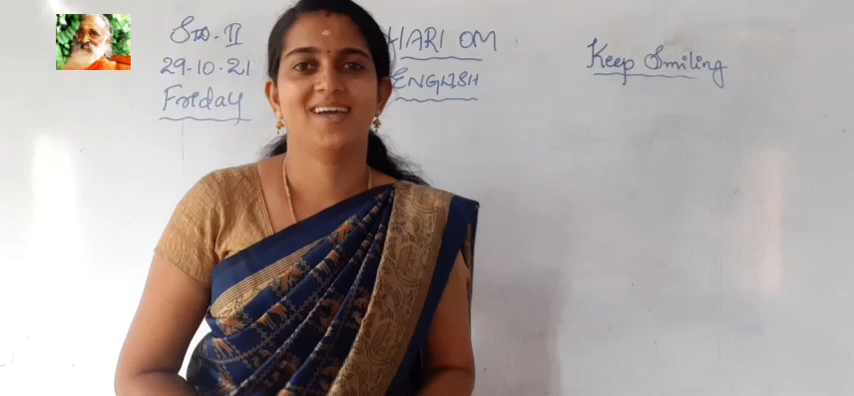 Std. II
29.10.21
Friday
HARI OM
ENGLISH
Keep Smiling